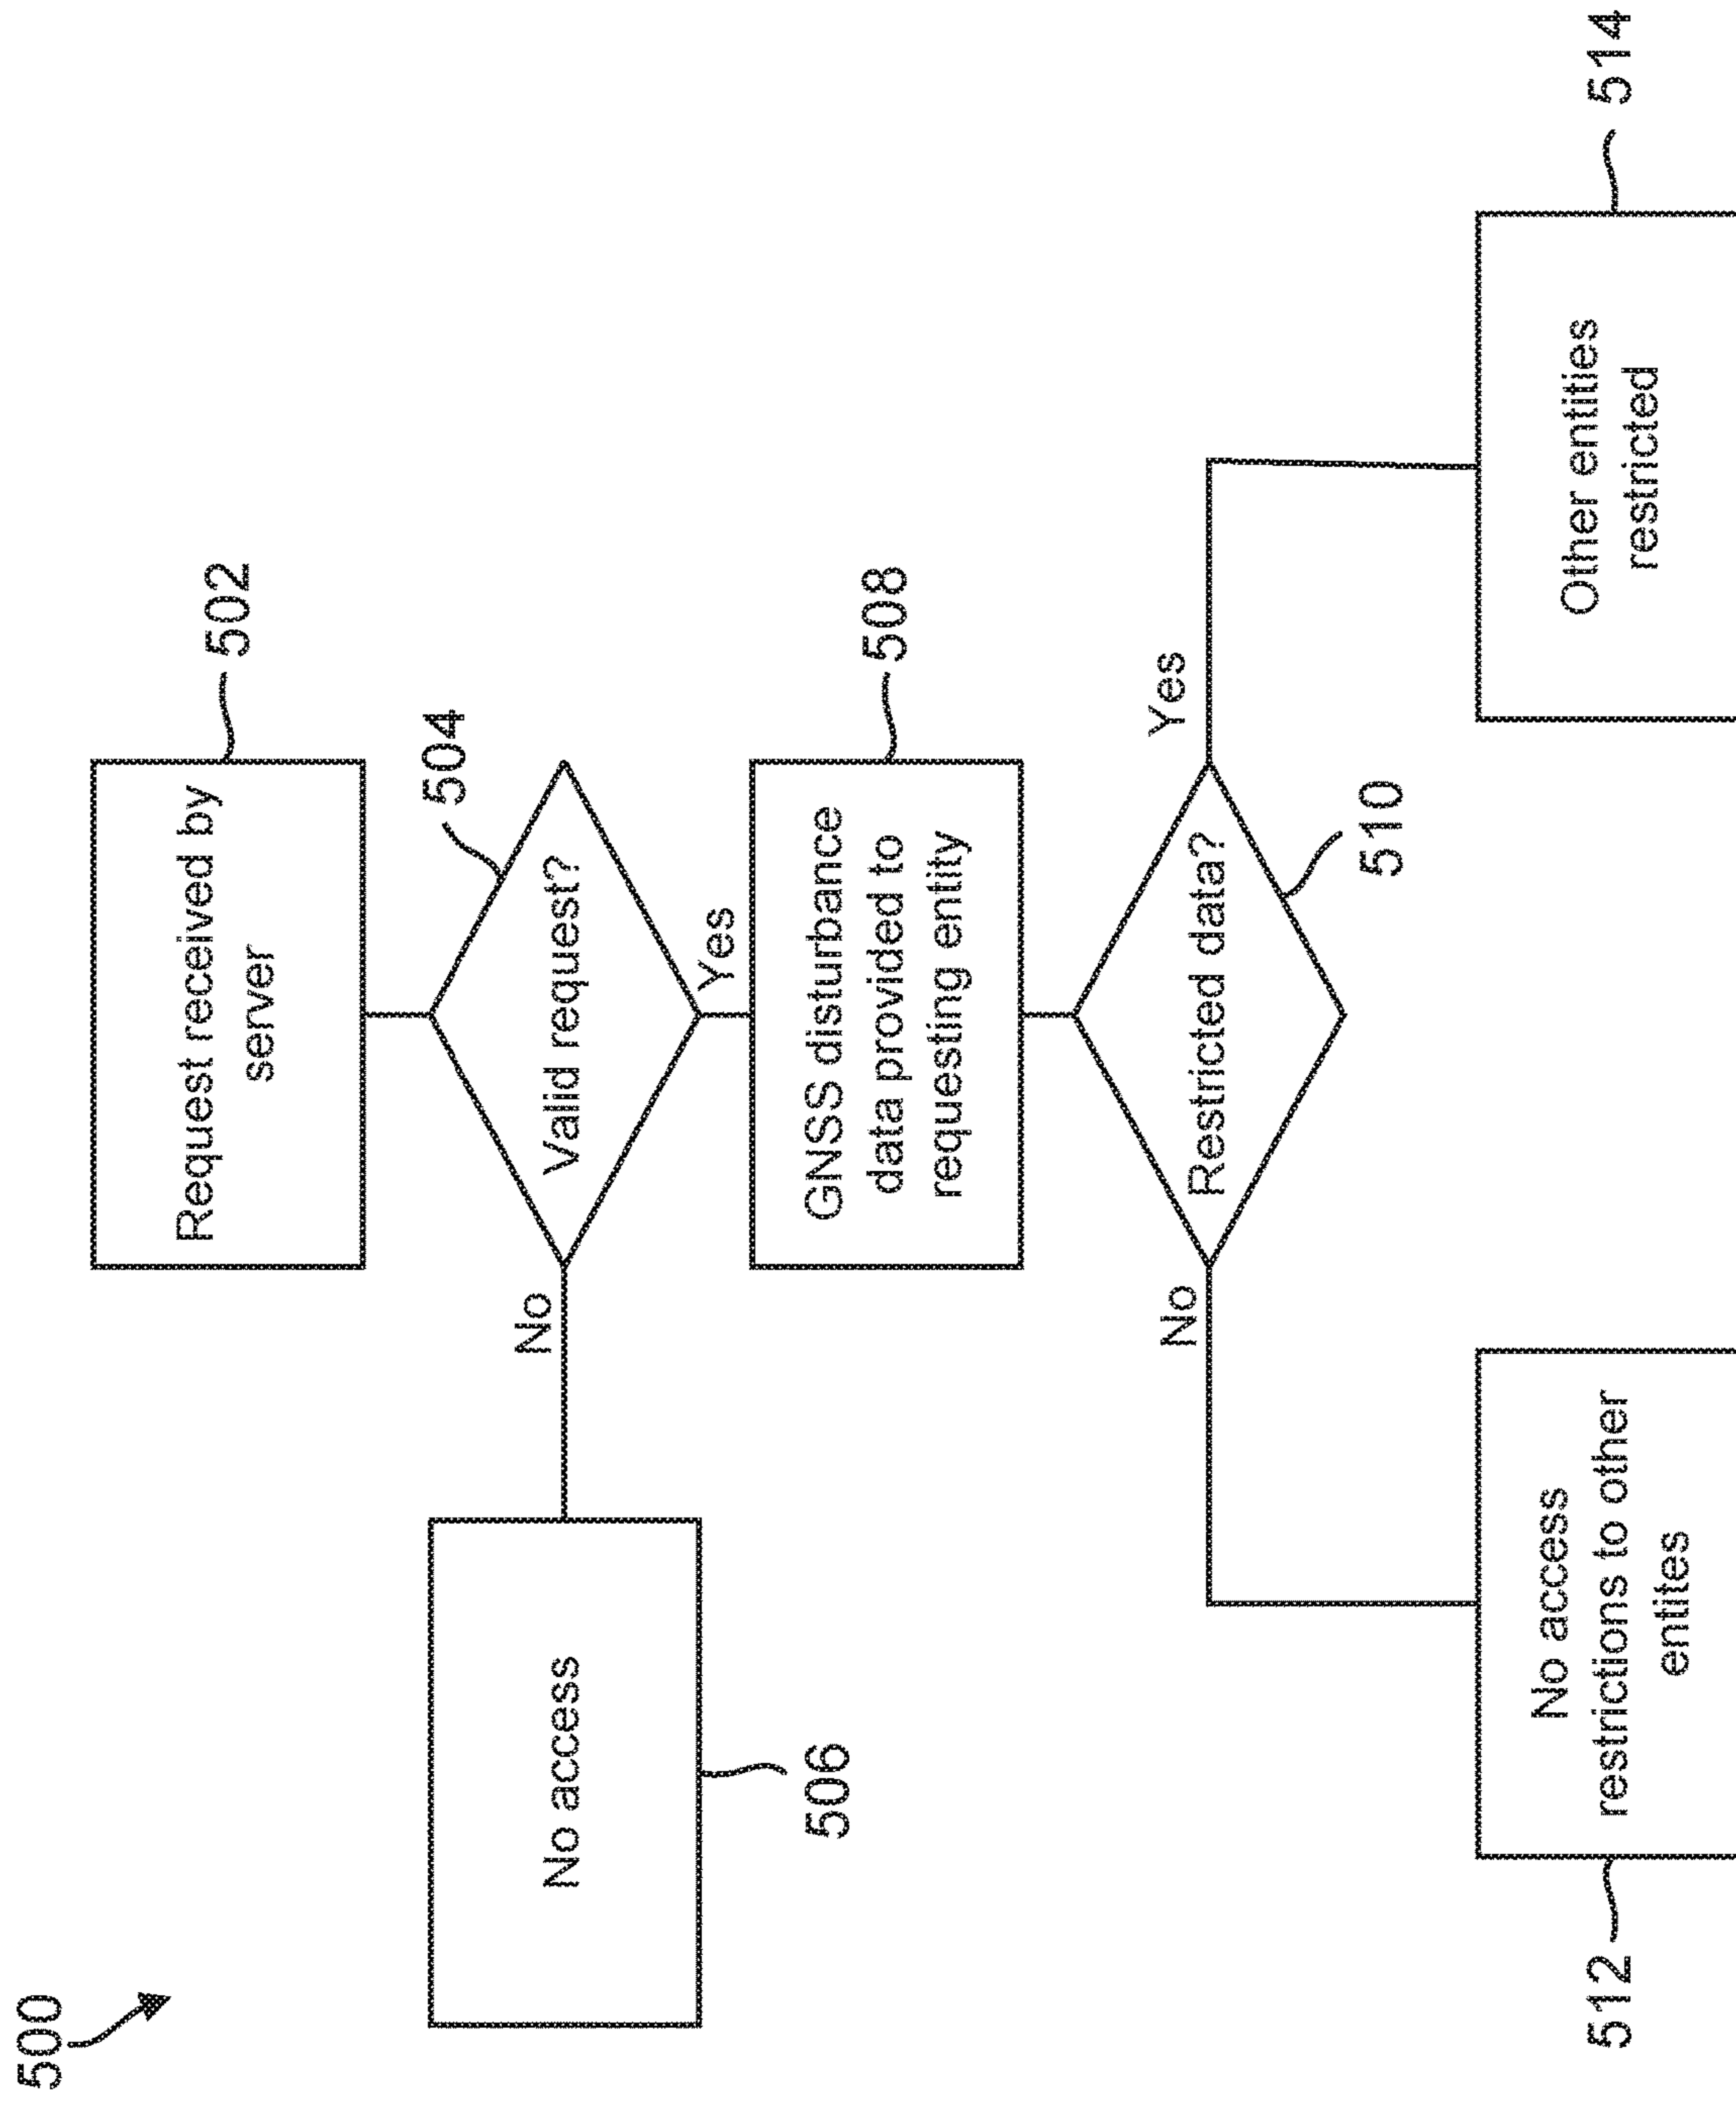 500
Request received by
server
502
504
Valid request?
No
Yes
No access
506
GNSS disturbance
data provided to
requesting entity
508
Restricted data?
510
No
Yes
No access
restrictions to other
entites
512
Other entities
restricted
514